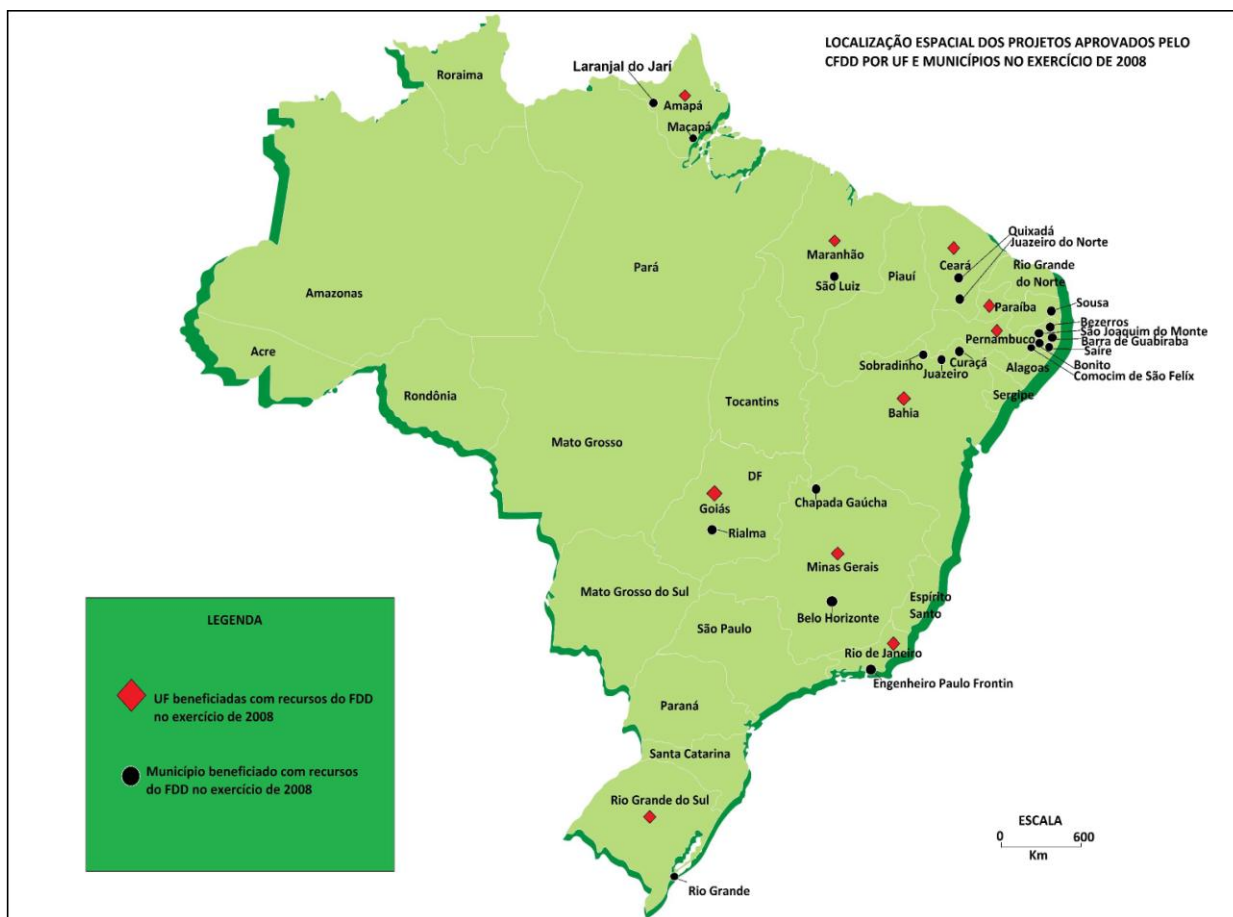 LOCALIZAÇÃO ESPACIAL DOS PROJETOS APROVADOS PELO
CFDD POR UF E MUNICÍPIOS NO EXERCÍCIO DE 2008
Roraima
Laranjal do Jarí
Amapá
Maçapá
Amazonas
Pará
Maranhão
São Luiz
Piauí
Ceará
Quixadá
Juazeiro do Norte
Rio Grande
do Norte
Paraíba
Sousa
Pernambuco
Bezerros
São Joaquim do Monte
Barra de Guabiraba
Saíre
Bonito
Comocim de São Felíx
Alagoas
Sergipe
Sobradinho
Juazeiro
Curaçá
Bahia
Acre
Rondônia
Tocantins
Mato Grosso
DF
Goiás
Rialma
Chapada Gaúcha
Minas Gerais
Belo Horizonte
Espírito
Santo
Mato Grosso do Sul
São Paulo
Rio de Janeiro
Engenheiro Paulo Frontin
Paraná
Santa Catarina
Rio Grande do Sul
Rio Grande
LEGENDA
UF beneficiadas com recursos do FDD
no exercício de 2008
Município beneficiado com recursos
do FDD no exercício de 2008
ESCALA
0 600
Km